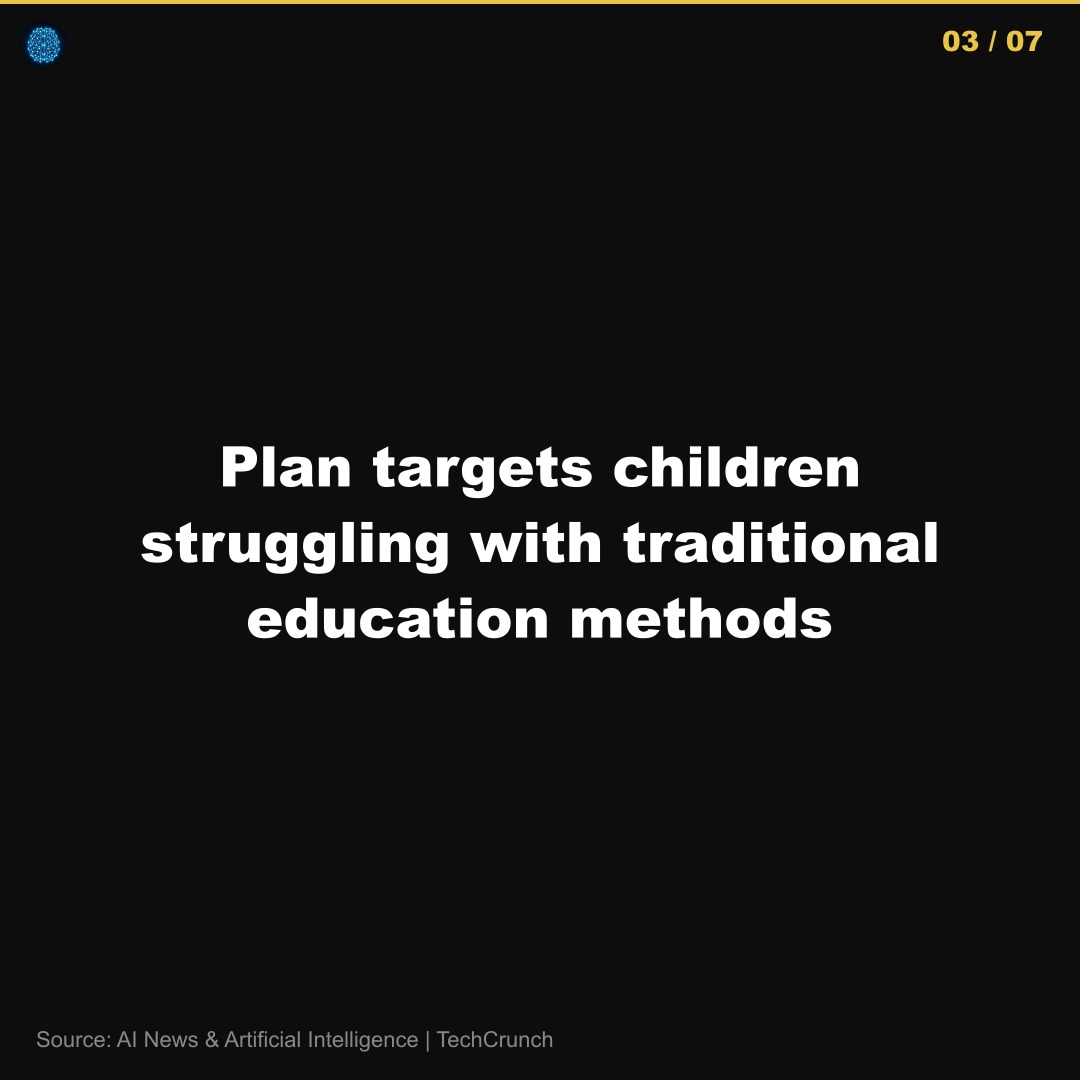 03 / 07
Plan targets children
struggling with traditional
education methods
Source: AI News & Artificial Intelligence | TechCrunch